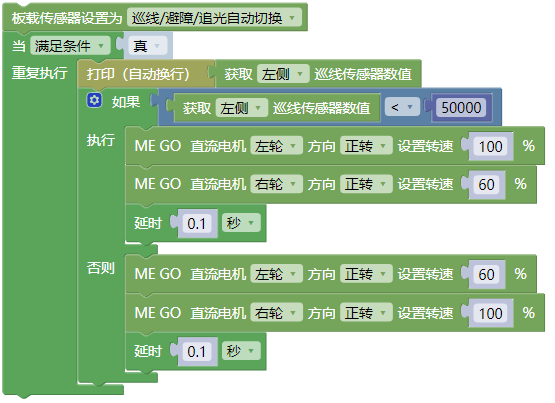 板载传感器设置为 巡线/避障/追光自动切换
当 满足条件 真
重复执行 打印（自动换行） 获取 左侧 巡线传感器数值
如果 获取 左侧 巡线传感器数值 < 50000
执行 ME GO 直流电机 左轮 方向 正转 设置转速 100 %
ME GO 直流电机 右轮 方向 正转 设置转速 60 %
延时 0.1 秒
否则 ME GO 直流电机 左轮 方向 正转 设置转速 60 %
ME GO 直流电机 右轮 方向 正转 设置转速 100 %
延时 0.1 秒